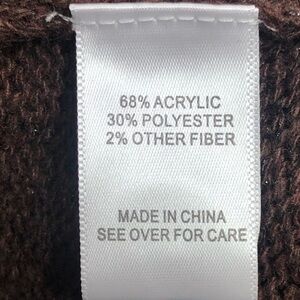 68% ACRYLIC
30% POLYESTER
2% OTHER FIBER
MADE IN CHINA
SEE OVER FOR CARE